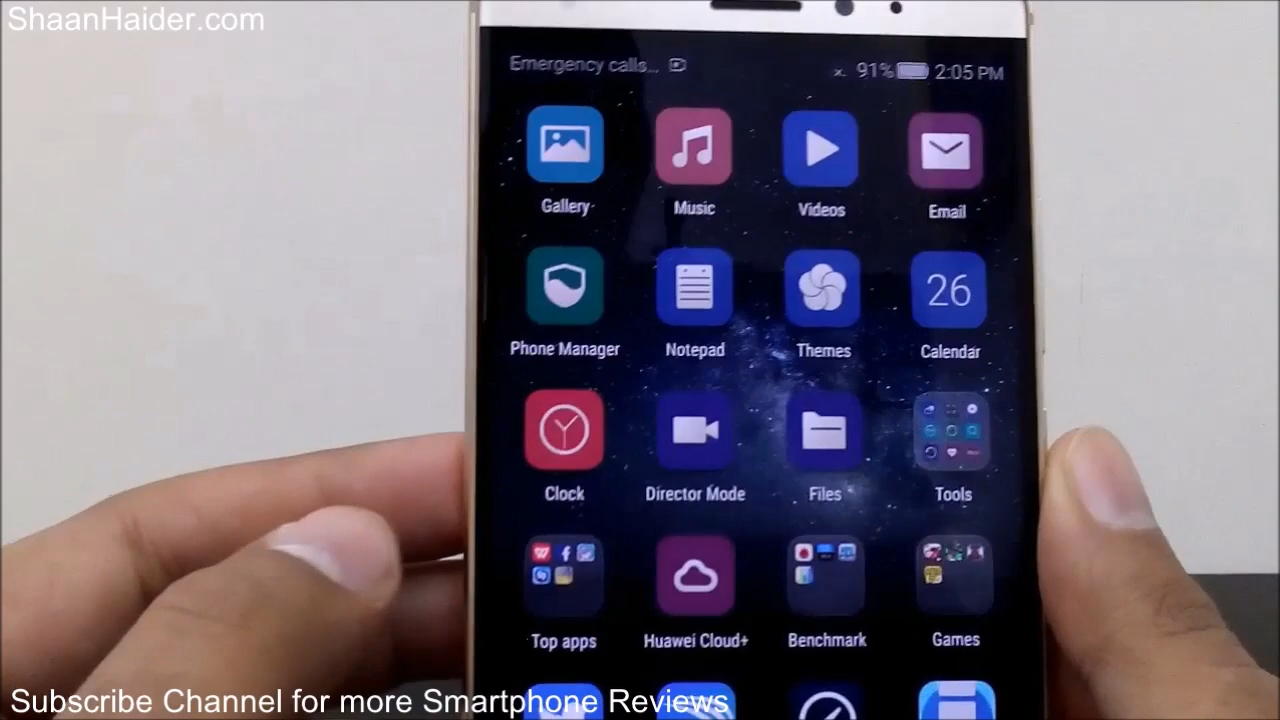 ShaanHaider.com
Emergency calls... 91% 2:05 PM
Gallery Music Videos Email
26
Phone Manager Notepad Themes Calendar
Clock Director Mode Files Tools
Top apps Huawei Cloud+ Benchmark Games
Subscribe Channel for more Smartphone Reviews